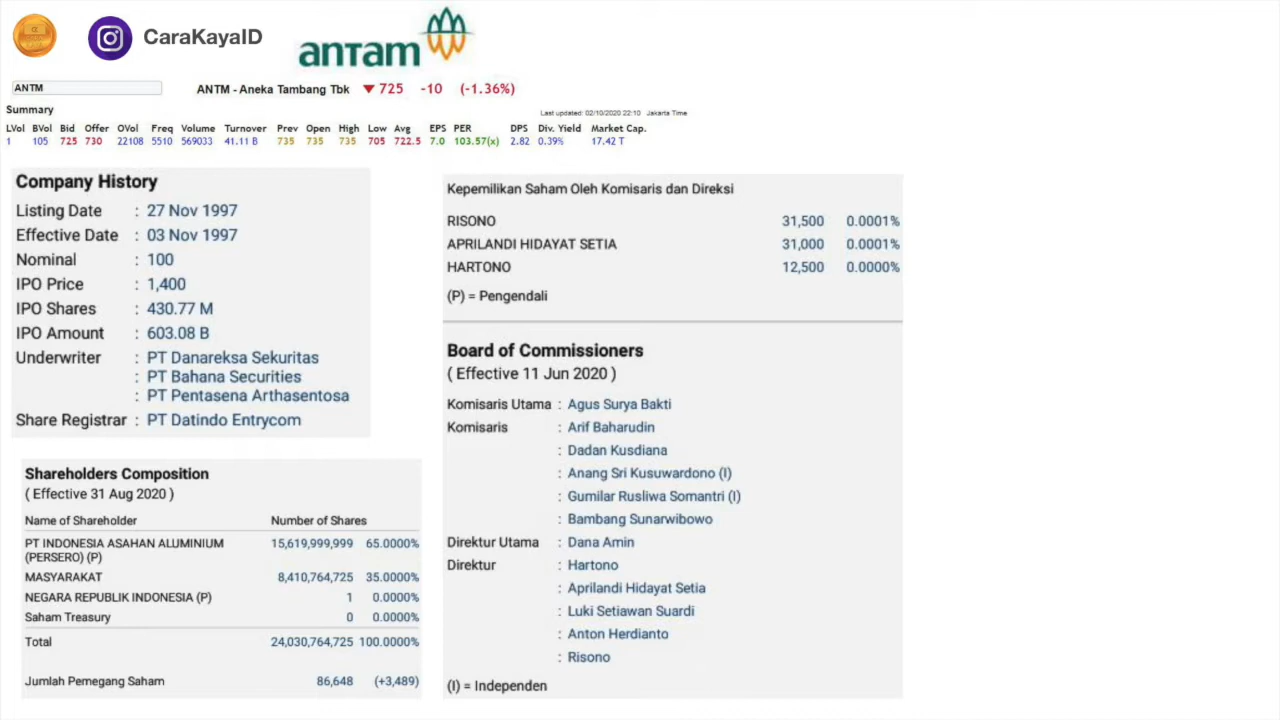 CaraKayaID
antam
ANTM
ANTM - Aneka Tambang Tbk ▼ 725 -10 (-1.36%)
Summary
Last updated: 02/10/2020 22:10 Jakarta Time
LVol BVol Bid Offer OVol Freq Volume Turnover Prev Open High Low Avg EPS PER DPS Div. Yield Market Cap.
1 105 725 730 22108 5510 569033 41.11 B 735 735 735 705 722.5 7.0 103.57(x) 2.82 0.39% 17.42 T
Company History
Listing Date : 27 Nov 1997
Effective Date : 03 Nov 1997
Nominal : 100
IPO Price : 1,400
IPO Shares : 430.77 M
IPO Amount : 603.08 B
Underwriter : PT Danareksa Sekuritas
: PT Bahana Securities
: PT Pentasena Arthasentosa
Share Registrar : PT Datindo Entrycom
Shareholders Composition
( Effective 31 Aug 2020 )
Name of Shareholder Number of Shares
PT INDONESIA ASAHAN ALUMINIUM 15,619,999,999 65.0000%
(PERSERO) (P)
MASYARAKAT 8,410,764,725 35.0000%
NEGARA REPUBLIK INDONESIA (P) 1 0.0000%
Saham Treasury 0 0.0000%
Total 24,030,764,725 100.0000%
Jumlah Pemegang Saham 86,648 (+3,489)
Kepemilikan Saham Oleh Komisaris dan Direksi
RISONO 31,500 0.0001%
APRILANDI HIDAYAT SETIA 31,000 0.0001%
HARTONO 12,500 0.0000%
(P) = Pengendali
Board of Commissioners
( Effective 11 Jun 2020 )
Komisaris Utama : Agus Surya Bakti
Komisaris : Arif Baharudin
: Dadan Kusdiana
: Anang Sri Kusuwardono (I)
: Gumilar Rusliwa Somantri (I)
: Bambang Sunarwibowo
Direktur Utama : Dana Amin
Direktur : Hartono
: Aprilandi Hidayat Setia
: Luki Setiawan Suardi
: Anton Herdianto
: Risono
(I) = Independen